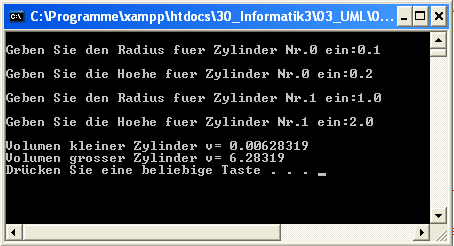 C:\Programme\xampp\htdocs\30_Informatik3\03_UML\0...
Geben Sie den Radius fuer Zylinder Nr.0 ein:0.1
Geben Sie die Hoehe fuer Zylinder Nr.0 ein:0.2
Geben Sie den Radius fuer Zylinder Nr.1 ein:1.0
Geben Sie die Hoehe fuer Zylinder Nr.1 ein:2.0
Volumen kleiner Zylinder v= 0.00628319
Volumen grosser Zylinder v= 6.28319
Drücken Sie eine beliebige Taste . . . _